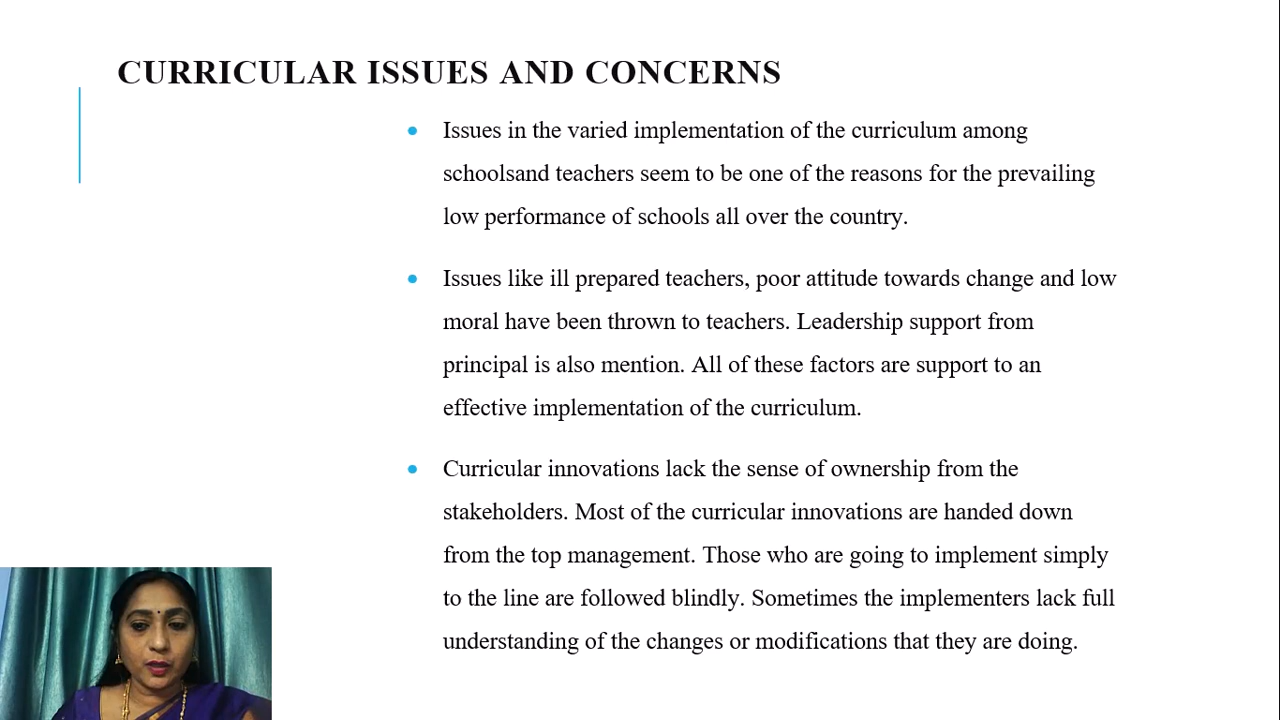 CURRICULAR ISSUES AND CONCERNS
Issues in the varied implementation of the curriculum among
schoolsand teachers seem to be one of the reasons for the prevailing
low performance of schools all over the country.
Issues like ill prepared teachers, poor attitude towards change and low
moral have been thrown to teachers. Leadership support from
principal is also mention. All of these factors are support to an
effective implementation of the curriculum.
Curricular innovations lack the sense of ownership from the
stakeholders. Most of the curricular innovations are handed down
from the top management. Those who are going to implement simply
to the line are followed blindly. Sometimes the implementers lack full
understanding of the changes or modifications that they are doing.